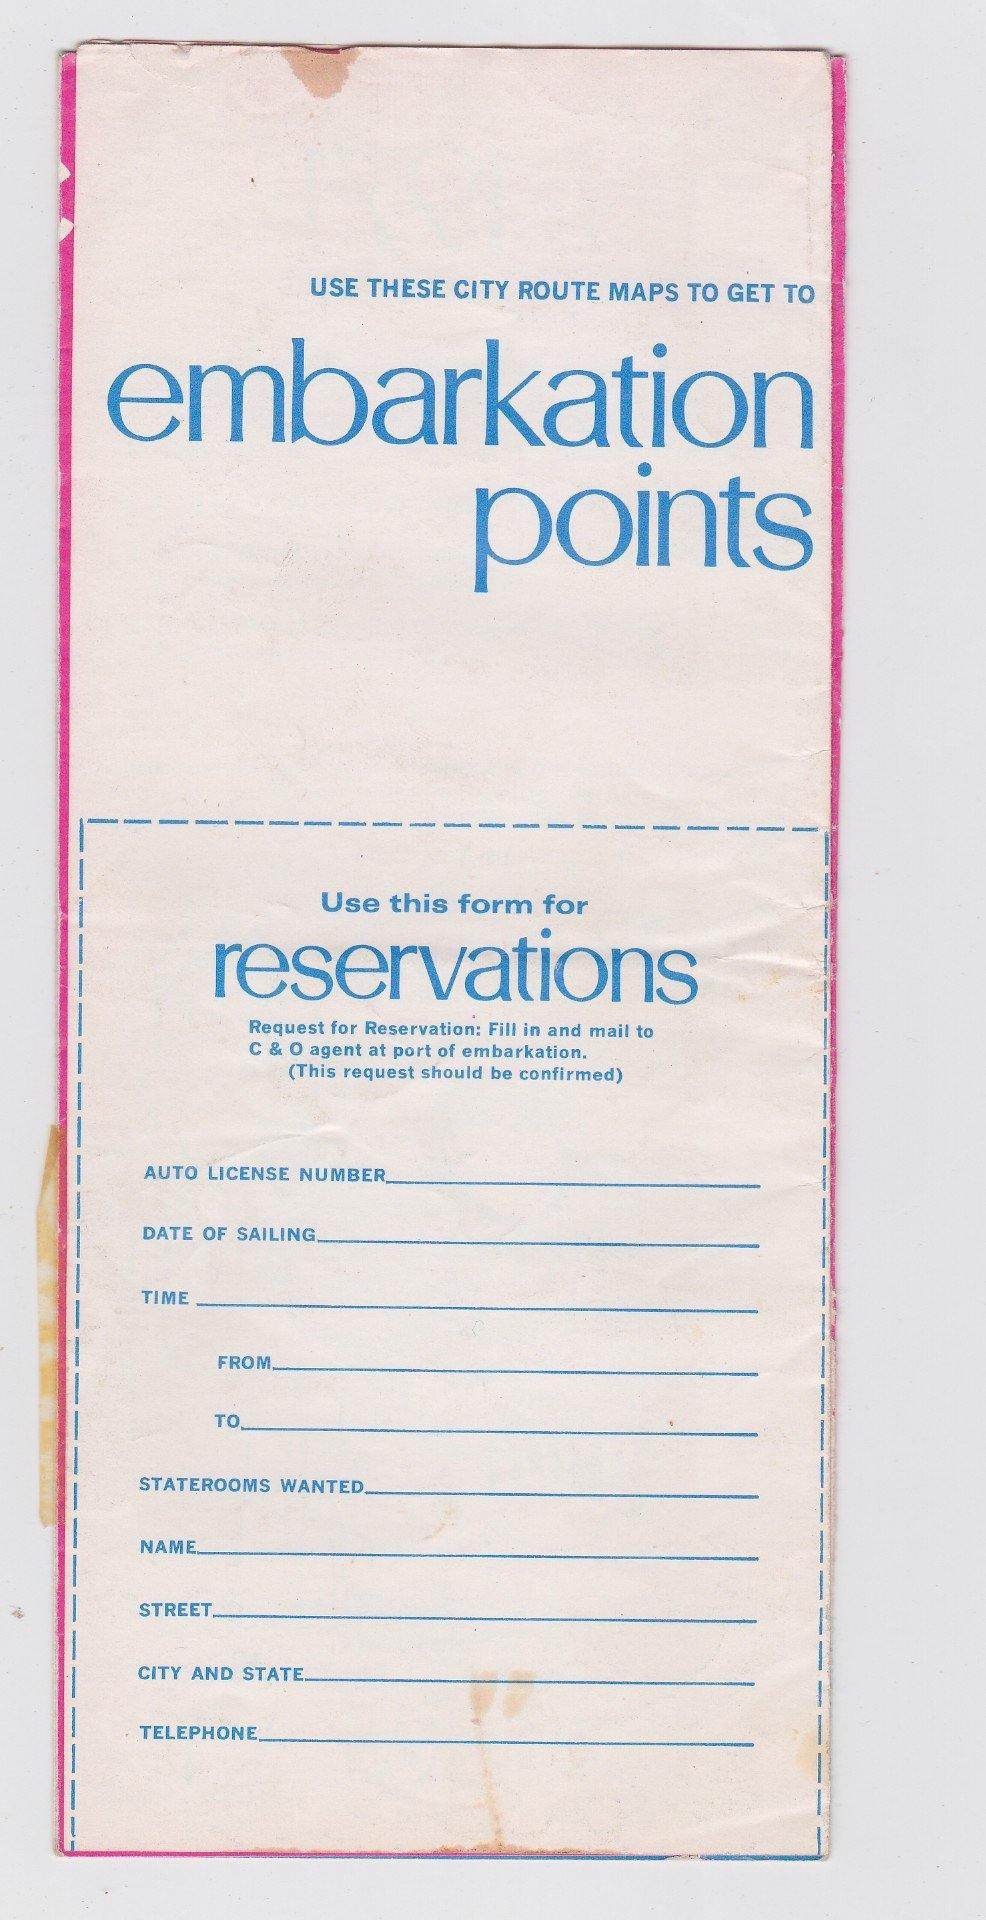 USE THESE CITY ROUTE MAPS TO GET TO
embarkation
points
Use this form for
reservations
Request for Reservation: Fill in and mail to
C & O agent at port of embarkation.
(This request should be confirmed)
AUTO LICENSE NUMBER
DATE OF SAILING
TIME
FROM
TO
STATEROOMS WANTED
NAME
STREET
CITY AND STATE
TELEPHONE